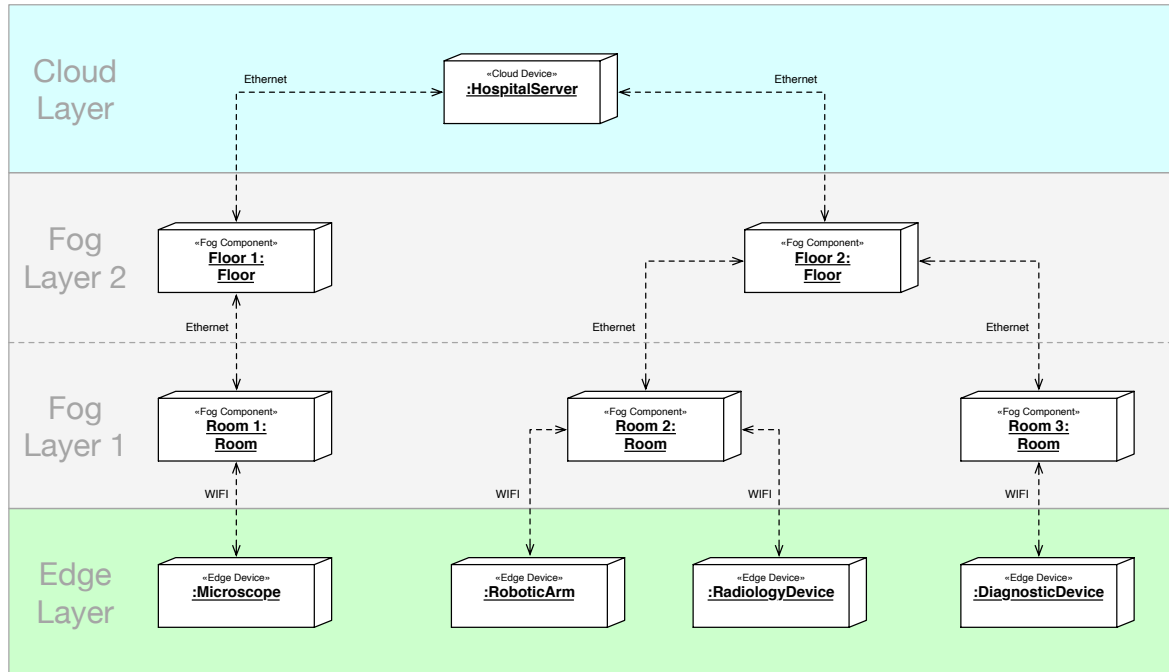 Cloud
Layer
«Cloud Device»
:HospitalServer
Ethernet
Ethernet
Fog
Layer 2
«Fog Component»
Floor 1:
Floor
«Fog Component»
Floor 2:
Floor
Ethernet
Ethernet
Ethernet
Fog
Layer 1
«Fog Component»
Room 1:
Room
«Fog Component»
Room 2:
Room
«Fog Component»
Room 3:
Room
WIFI
WIFI
WIFI
WIFI
Edge
Layer
«Edge Device»
:Microscope
«Edge Device»
:RoboticArm
«Edge Device»
:RadiologyDevice
«Edge Device»
:DiagnosticDevice